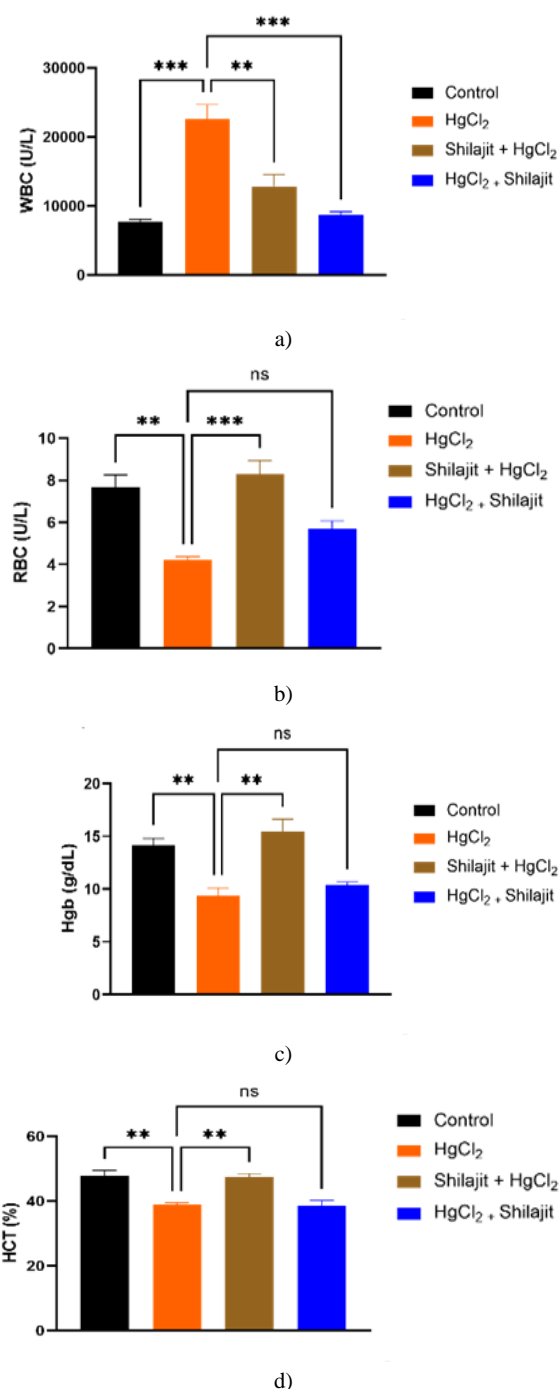 ***
*** **
30000
20000
10000
0
WBC (U/L)
Control
HgCl₂
Shilajit + HgCl₂
HgCl₂ + Shilajit
a)
ns
** ***
10
8
6
4
2
0
RBC (U/L)
Control
HgCl₂
Shilajit + HgCl₂
HgCl₂ + Shilajit
b)
ns
** **
20
15
10
5
0
Hgb (g/dL)
Control
HgCl₂
Shilajit + HgCl₂
HgCl₂ + Shilajit
c)
ns
** **
60
40
20
0
HCT (%)
Control
HgCl₂
Shilajit + HgCl₂
HgCl₂ + Shilajit
d)